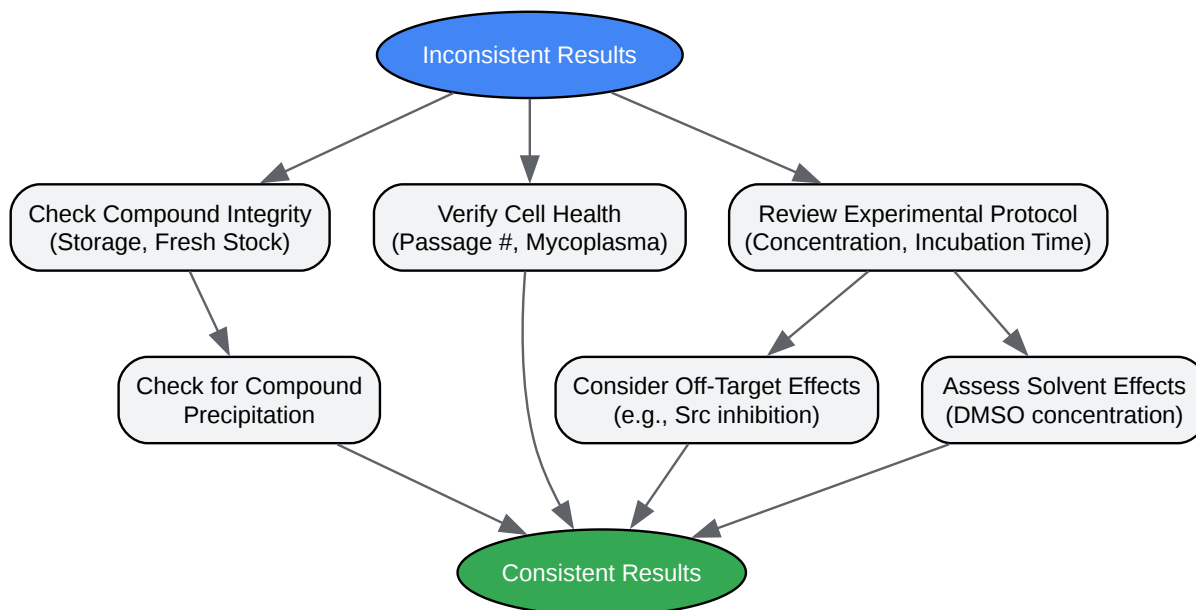 Inconsistent Results
Check Compound Integrity
(Storage, Fresh Stock)
Verify Cell Health
(Passage #, Mycoplasma)
Review Experimental Protocol
(Concentration, Incubation Time)
Check for Compound
Precipitation
Consider Off-Target Effects
(e.g., Src inhibition)
Assess Solvent Effects
(DMSO concentration)
Consistent Results